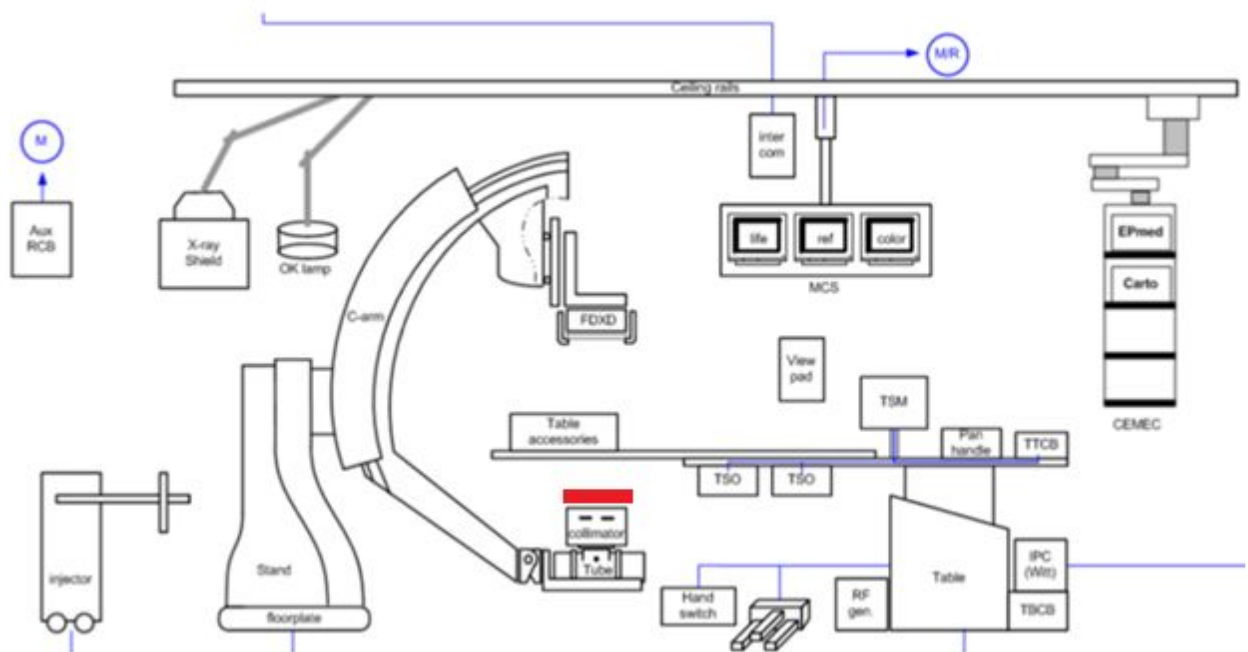 M/R
Ceiling rails
M
inter
com
Aux
RCB
X-ray
Shield
OK lamp
life
ref
color
MCS
EPmed
Carto
CEMEC
C-arm
FDXD
View
pad
TSM
Table
accessories
Pan
handle
TTCB
TSO
TSO
collimator
Tube
injector
Stand
floorplate
Hand
switch
RF
gen.
Table
IPC
(Witt)
TBCB